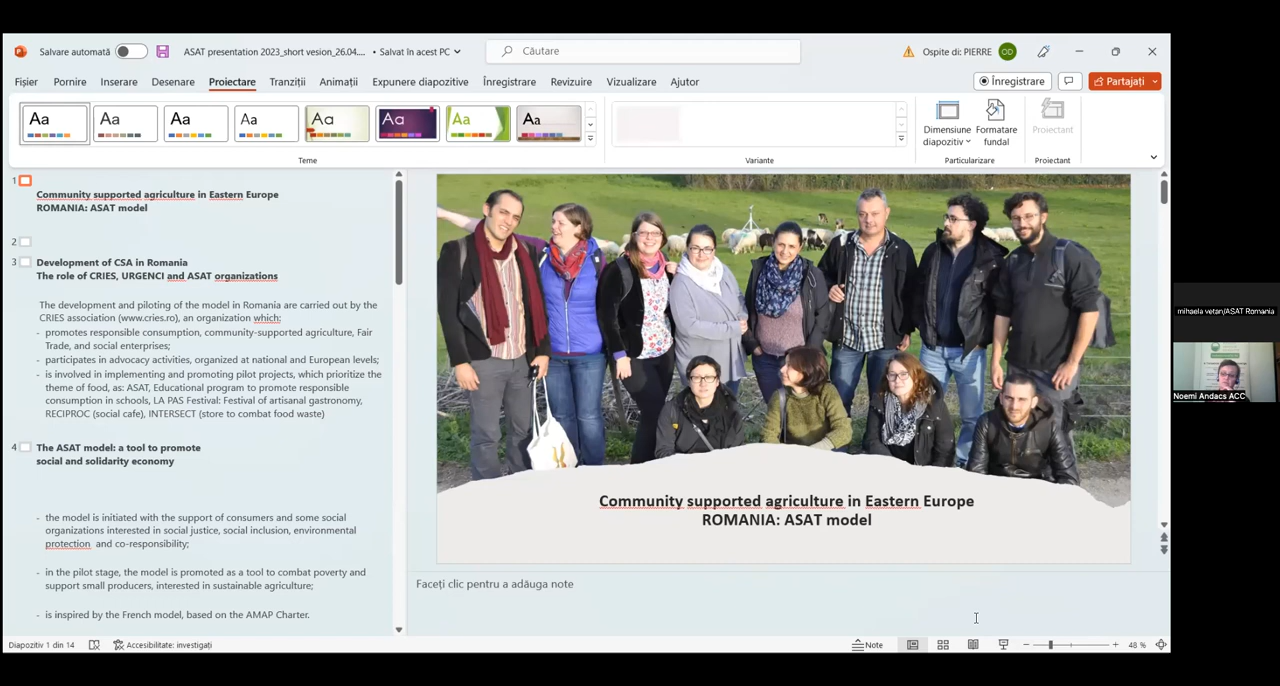 Salvare automată
ASAT presentation 2023_short vesion_26.04.... • Salvat în acest PC
Căutare
Ospite di: PIERRE
OD
Fișier Pornire Inserare Desenare Proiectare Tranziții Animații Expunere diapozitive Înregistrare Revizuire Vizualizare Ajutor
Înregistrare
Partajați
Aa Aa Aa Aa Aa Aa Aa Aa
Dimensiune diapozitiv
Formatare fundal
Proiectant
Teme
Variante
Particularizare
Proiectant
1
Community supported agriculture in Eastern Europe
ROMANIA: ASAT model
2
3 Development of CSA in Romania
The role of CRIES, URGENCI and ASAT organizations
The development and piloting of the model in Romania are carried out by the
CRIES association (www.cries.ro), an organization which:
- promotes responsible consumption, community-supported agriculture, Fair
Trade, and social enterprises;
- participates in advocacy activities, organized at national and European levels;
- is involved in implementing and promoting pilot projects, which prioritize the
theme of food, as: ASAT, Educational program to promote responsible
consumption in schools, LA PAS Festival: Festival of artisanal gastronomy,
RECIPROC (social cafe), INTERSECT (store to combat food waste)
4 The ASAT model: a tool to promote
social and solidarity economy
- the model is initiated with the support of consumers and some social
organizations interested in social justice, social inclusion, environmental
protection and co-responsibility;
- in the pilot stage, the model is promoted as a tool to combat poverty and
support small producers, interested in sustainable agriculture;
- is inspired by the French model, based on the AMAP Charter.
Community supported agriculture in Eastern Europe
ROMANIA: ASAT model
Faceți clic pentru a adăuga note
Diapozitiv 1 din 14
Accesibilitate: investigați
Note
48 %
mihaela vetan/ASAT Romania
Noemi Andacs ACC